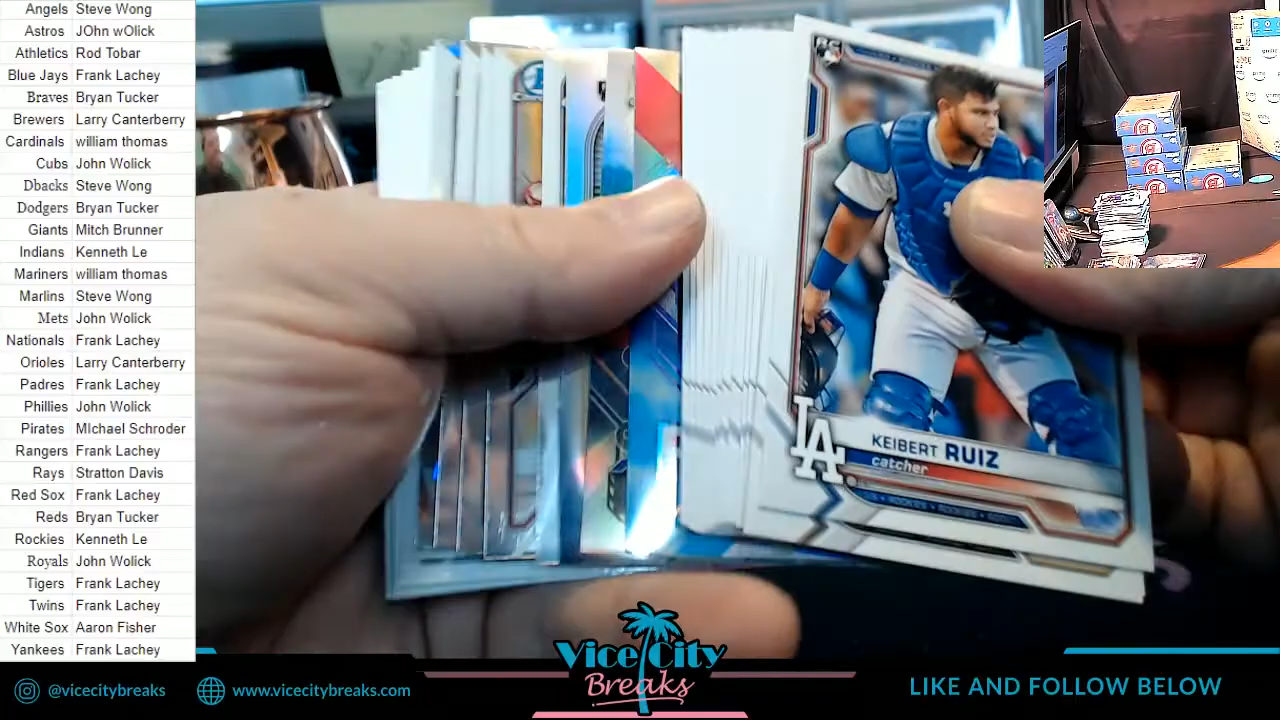 Angels Steve Wong
Astros JOhn wOlick
Athletics Rod Tobar
Blue Jays Frank Lachey
Braves Bryan Tucker
Brewers Larry Canterberry
Cardinals william thomas
Cubs John Wolick
Dbacks Steve Wong
Dodgers Bryan Tucker
Giants Mitch Brunner
Indians Kenneth Le
Mariners william thomas
Marlins Steve Wong
Mets John Wolick
Nationals Frank Lachey
Orioles Larry Canterberry
Padres Frank Lachey
Phillies John Wolick
Pirates MIchael Schroder
Rangers Frank Lachey
Rays Stratton Davis
Red Sox Frank Lachey
Reds Bryan Tucker
Rockies Kenneth Le
Royals John Wolick
Tigers Frank Lachey
Twins Frank Lachey
White Sox Aaron Fisher
Yankees Frank Lachey
LA
KEIBERT RUIZ
catcher
@vicecitybreaks
www.vicecitybreaks.com
Vice City
Breaks
LIKE AND FOLLOW BELOW